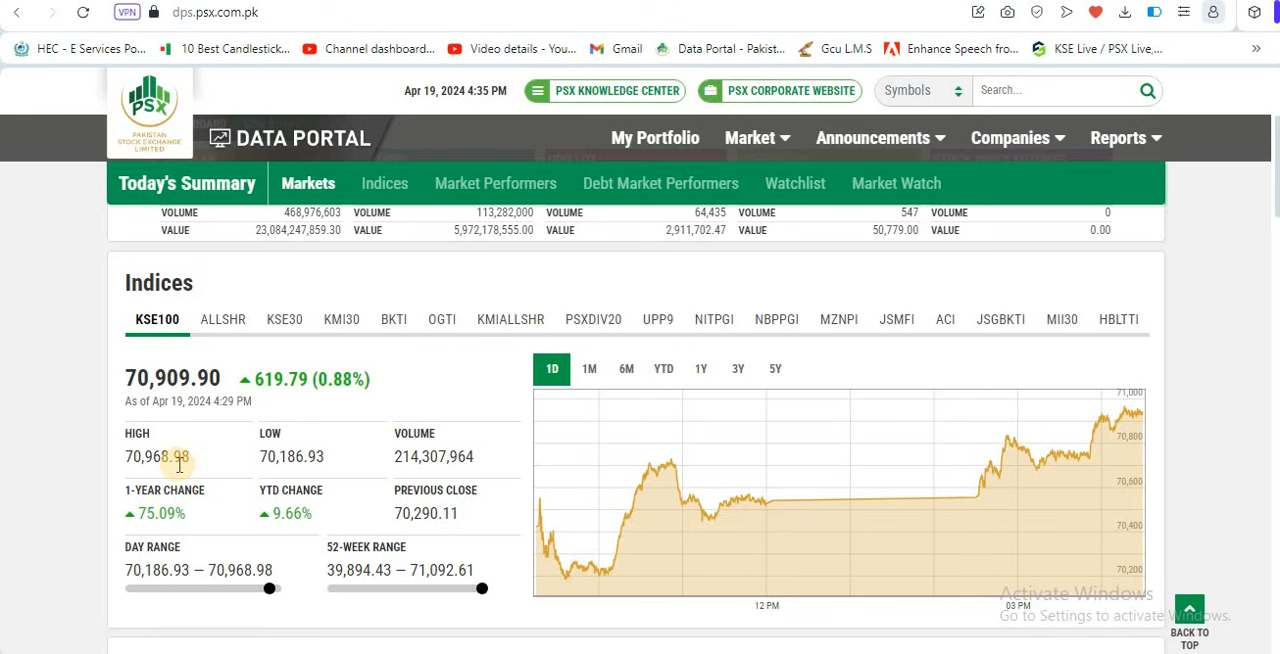 VPN dps.psx.com.pk
HEC - E Services Po... 10 Best Candlestick... Channel dashboard... Video details - You... Gmail Data Portal - Pakist... Gcu L.M.S Enhance Speech fro... KSE Live / PSX Live,... »
PSX
PAKISTAN
STOCK EXCHANGE
LIMITED
Apr 19, 2024 4:35 PM PSX KNOWLEDGE CENTER PSX CORPORATE WEBSITE Symbols Search...
DATA PORTAL My Portfolio Market Announcements Companies Reports
Today's Summary Markets Indices Market Performers Debt Market Performers Watchlist Market Watch
VOLUME 468,976,603 VOLUME 113,282,000 VOLUME 64,435 VOLUME 547 VOLUME 0
VALUE 23,084,247,859.30 VALUE 5,972,178,555.00 VALUE 2,911,702.47 VALUE 50,779.00 VALUE 0.00
Indices
KSE100 ALLSHR KSE30 KMI30 BKTI OGTI KMIALLSHR PSXDIV20 UPP9 NITPGI NBPPGI MZNPI JSMFI ACI JSGBKTI MII30 HBLTTI
70,909.90 619.79 (0.88%)
As of Apr 19, 2024 4:29 PM
HIGH LOW VOLUME
70,968.98 70,186.93 214,307,964
1-YEAR CHANGE YTD CHANGE PREVIOUS CLOSE
75.09% 9.66% 70,290.11
DAY RANGE 52-WEEK RANGE
70,186.93 — 70,968.98 39,894.43 — 71,092.61
1D 1M 6M YTD 1Y 3Y 5Y
71,000
70,800
70,600
70,400
70,200
12 PM 03 PM
Activate Windows
Go to Settings to activate Windows.
BACK TO
TOP